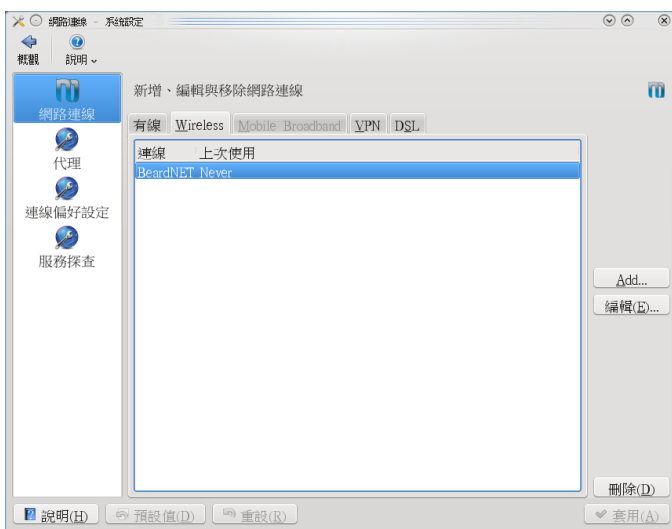 網路連線 - 系統設定
概觀
說明
新增、編輯與移除網路連線
網路連線
代理
連線偏好設定
服務探查
有線 Wireless Mobile Broadband VPN DSL
連線 上次使用
BeardNET Never
Add...
編輯(E)...
刪除(D)
說明(H) 預設值(D) 重設(R) 套用(A)